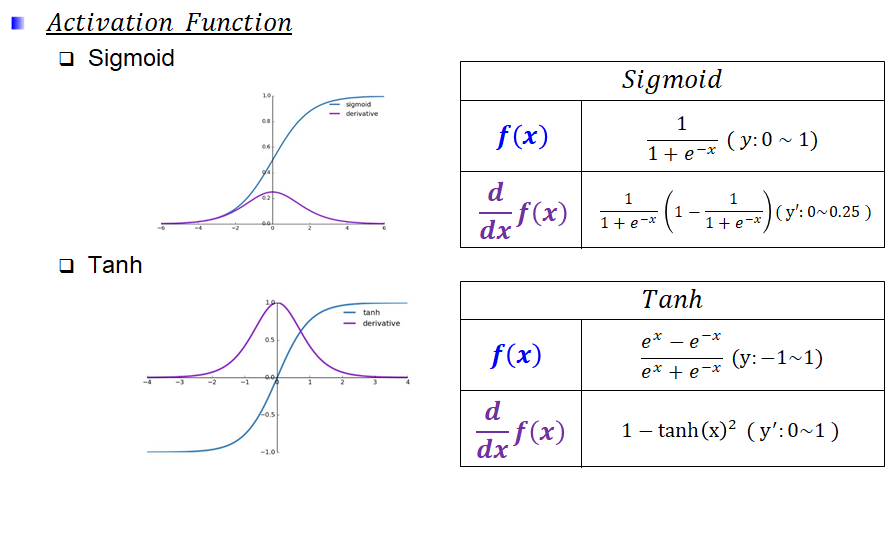 Activation Function
❑ Sigmoid
1.0
0.8
0.6
0.4
0.2
0.0
-6 -4 -2 0 2 4 6
sigmoid
derivative
Sigmoid
f(x)
1 / (1 + e^−x) ( y: 0 ~ 1)
d/dx f(x)
1 / (1 + e^−x) (1 − 1 / (1 + e^−x)) ( y′: 0~0.25 )
❑ Tanh
1.0
0.5
0.0
−0.5
−1.0
−4 −3 −2 −1 0 1 2 3 4
tanh
derivative
Tanh
f(x)
(e^x − e^−x) / (e^x + e^−x) (y: −1~1)
d/dx f(x)
1 − tanh(x)² ( y′: 0~1 )